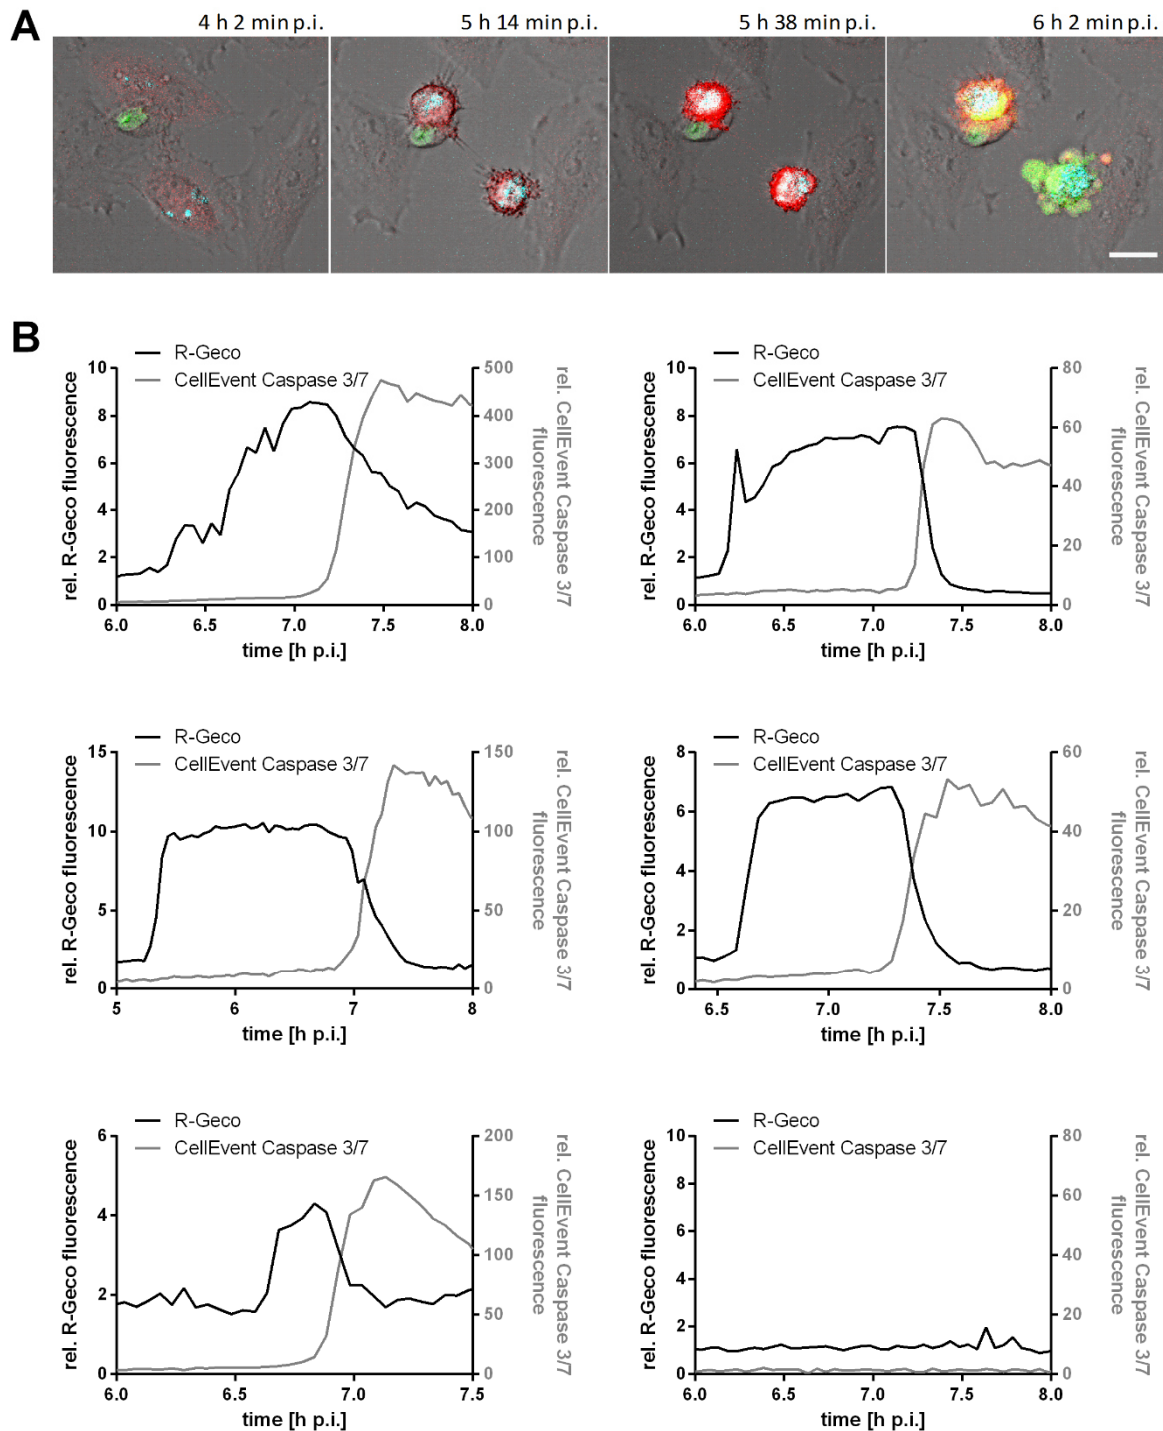 A
4 h 2 min p.i.
5 h 14 min p.i.
5 h 38 min p.i.
6 h 2 min p.i.
B
R-Geco
CellEvent Caspase 3/7
rel. R-Geco fluorescence
10
8
6
4
2
0
500
400
300
200
100
0
rel. CellEvent Caspase 3/7
fluorescence
6.0 6.5 7.0 7.5 8.0
time [h p.i.]
R-Geco
CellEvent Caspase 3/7
rel. R-Geco fluorescence
10
8
6
4
2
0
80
60
40
20
0
rel. CellEvent Caspase 3/7
fluorescence
6.0 6.5 7.0 7.5 8.0
time [h p.i.]
R-Geco
CellEvent Caspase 3/7
rel. R-Geco fluorescence
15
10
5
0
150
100
50
0
rel. CellEvent Caspase 3/7
fluorescence
5 6 7 8
time [h p.i.]
R-Geco
CellEvent Caspase 3/7
rel. R-Geco fluorescence
8
6
4
2
0
60
40
20
0
rel. CellEvent Caspase 3/7
fluorescence
6.5 7.0 7.5 8.0
time [h p.i.]
R-Geco
CellEvent Caspase 3/7
rel. R-Geco fluorescence
6
4
2
0
200
150
100
50
0
rel. CellEvent Caspase 3/7
fluorescence
6.0 6.5 7.0 7.5
time [h p.i.]
R-Geco
CellEvent Caspase 3/7
rel. R-Geco fluorescence
10
8
6
4
2
0
80
60
40
20
0
rel. CellEvent Caspase 3/7
fluorescence
6.0 6.5 7.0 7.5 8.0
time [h p.i.]